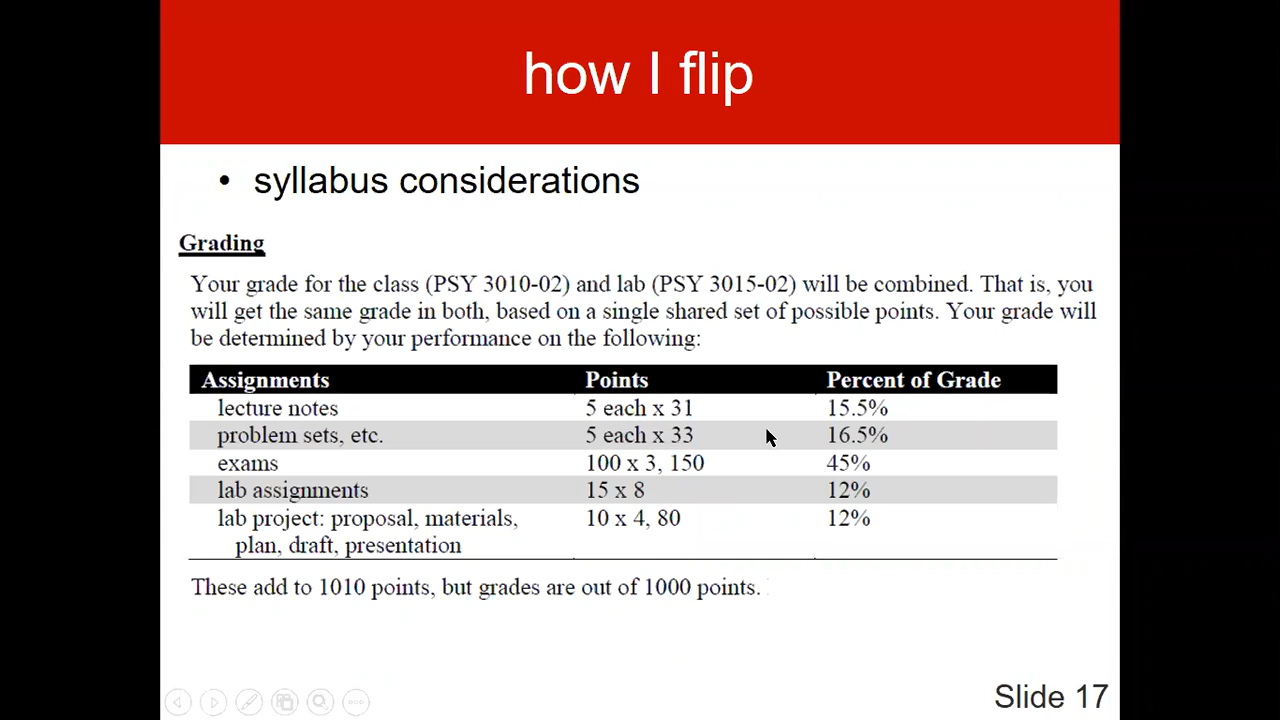 how I flip
• syllabus considerations
Grading
Your grade for the class (PSY 3010-02) and lab (PSY 3015-02) will be combined. That is, you
will get the same grade in both, based on a single shared set of possible points. Your grade will
be determined by your performance on the following:
Assignments Points Percent of Grade
lecture notes 5 each x 31 15.5%
problem sets, etc. 5 each x 33 16.5%
exams 100 x 3, 150 45%
lab assignments 15 x 8 12%
lab project: proposal, materials, 10 x 4, 80 12%
plan, draft, presentation
These add to 1010 points, but grades are out of 1000 points.
Slide 17